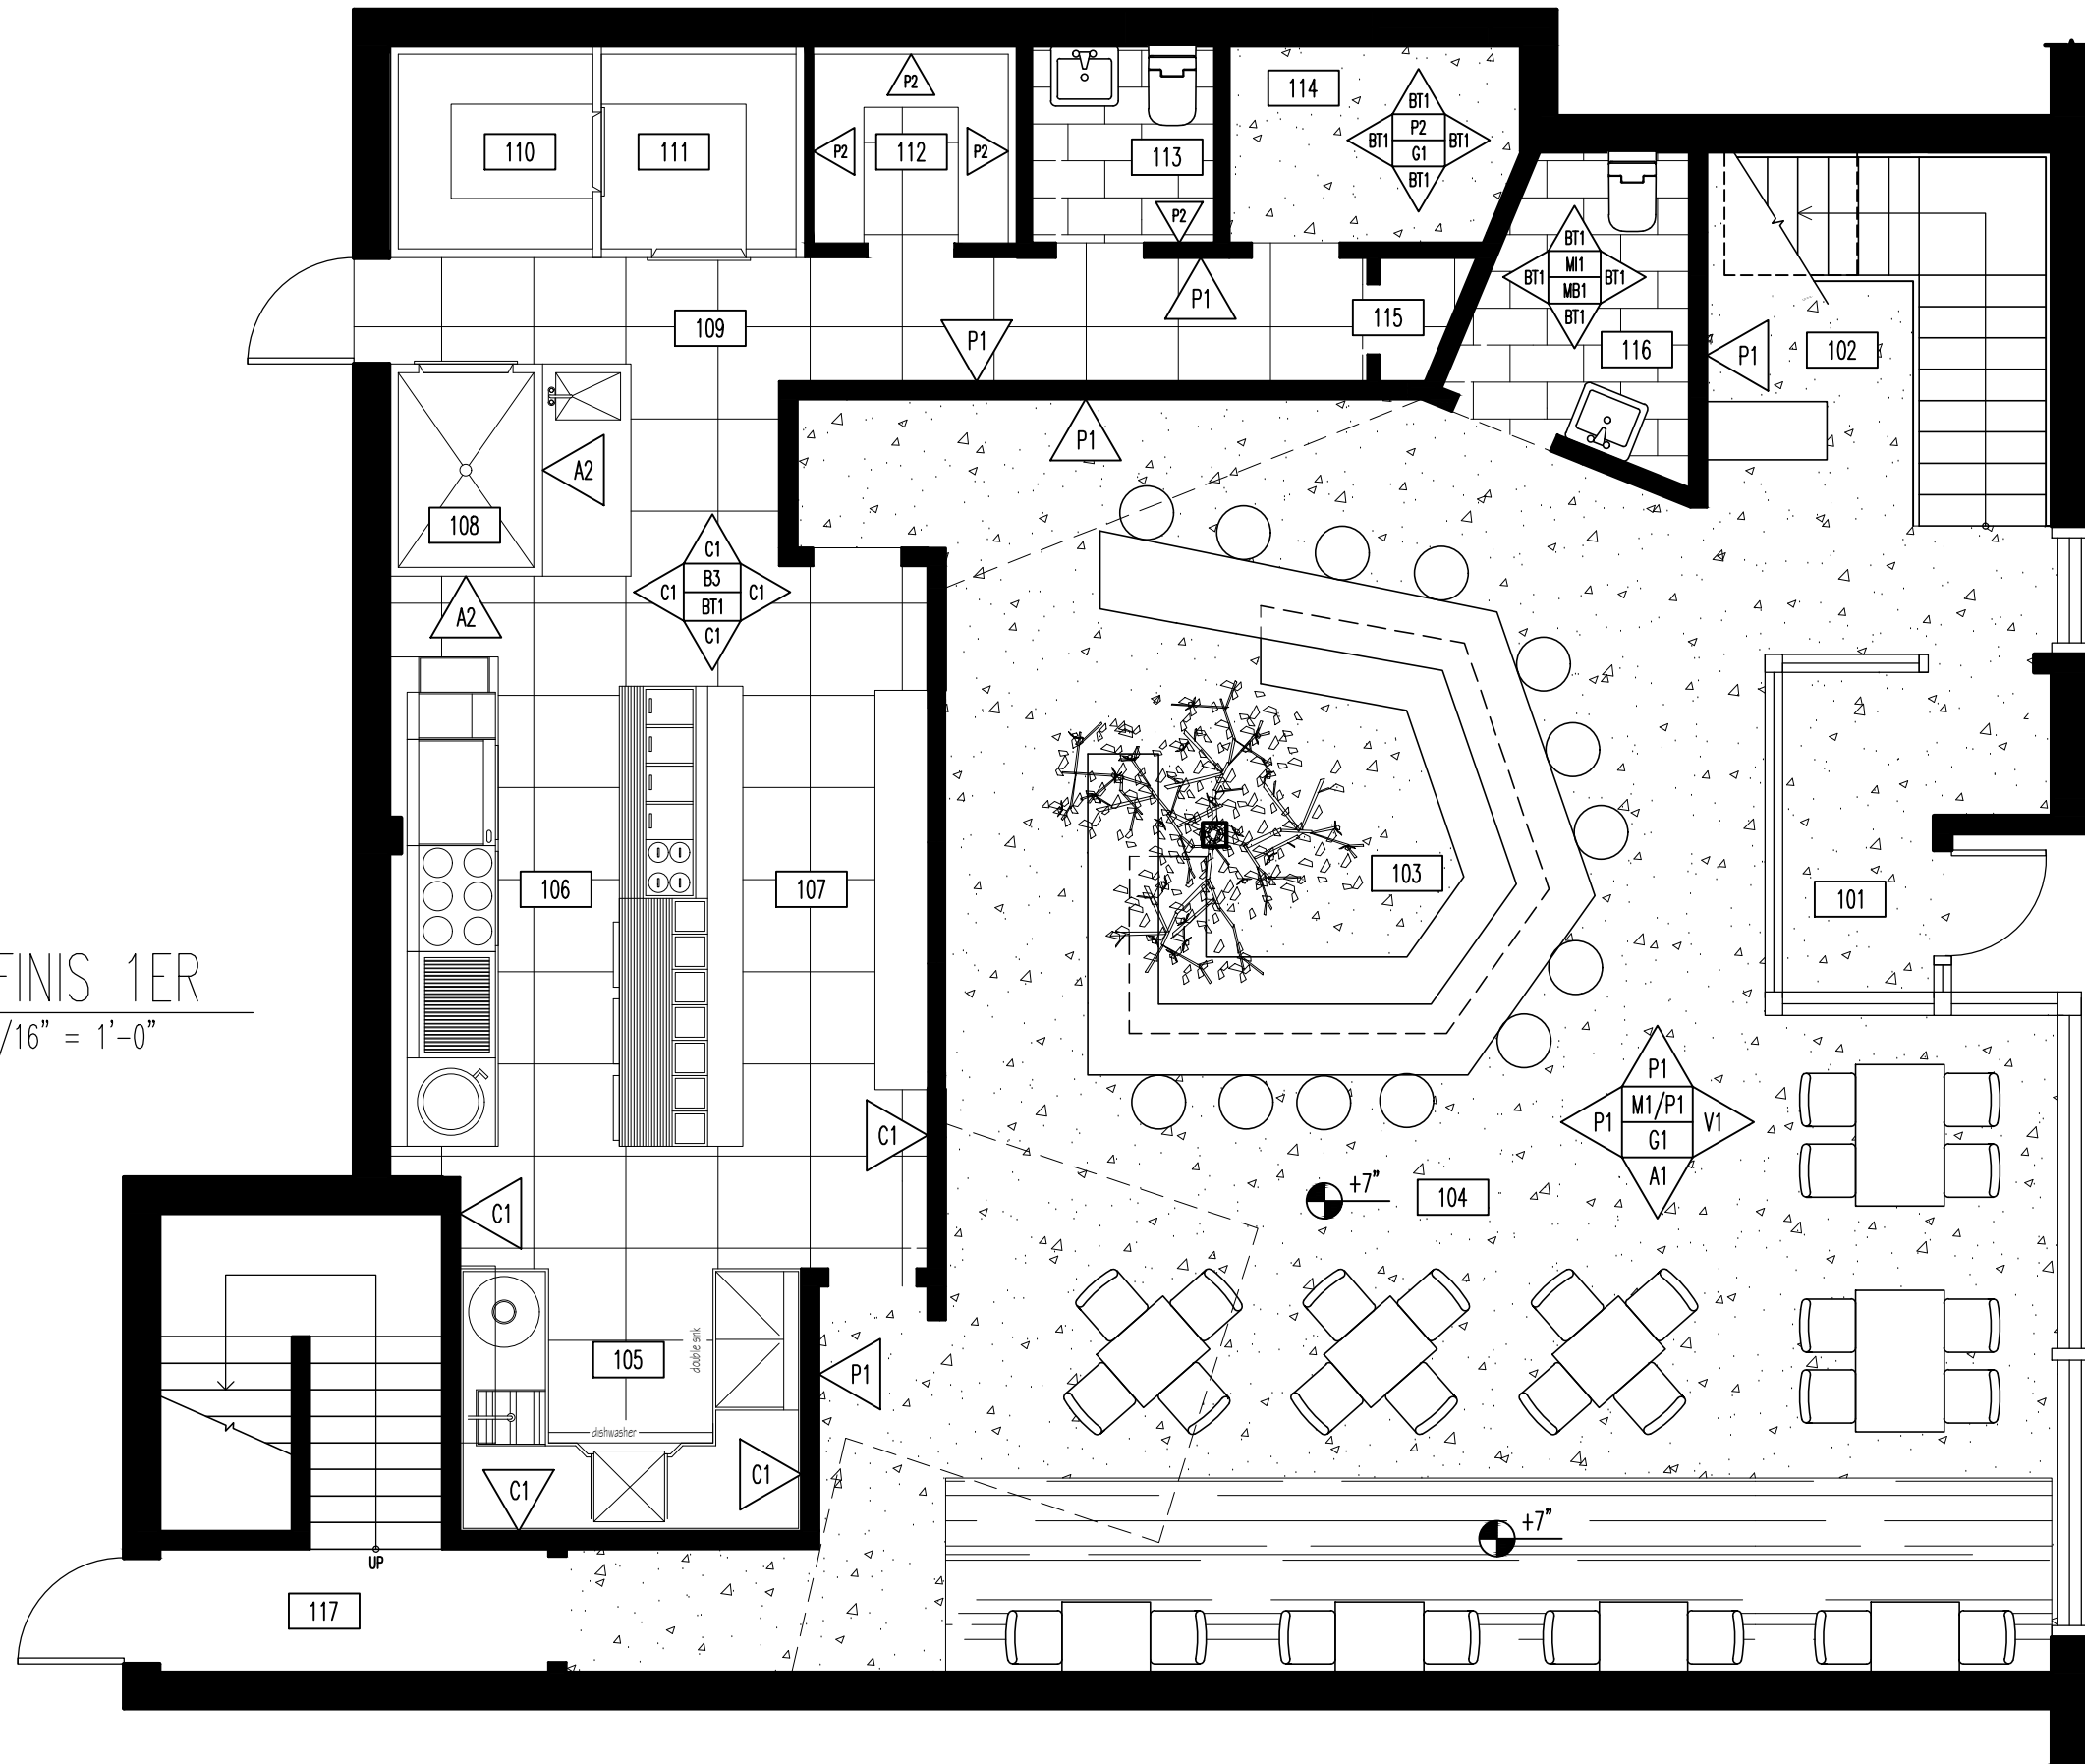 P2
110
111
P2
112
P2
113
P2
114
BT1
BT1
P2
BT1
G1
BT1
BT1
BT1
MI1
BT1
MB1
BT1
116
P1
102
109
P1
P1
115
P1
A2
108
A2
C1
C1
B3
C1
BT1
C1
106
107
103
101
FINIS 1ER
/16" = 1'-0"
P1
P1
M1/P1
V1
G1
A1
C1
C1
+7"
104
double sink
105
P1
dishwasher
C1
C1
+7"
UP
117